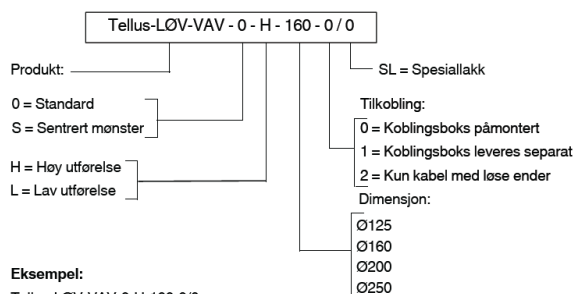 Tellus-LØV-VAV - 0 - H - 160 - 0 / 0
Produkt:
SL = Spesiallakk
0 = Standard
S = Sentrert mønster
Tilkobling:
0 = Koblingsboks påmontert
1 = Koblingsboks leveres separat
2 = Kun kabel med løse ender
H = Høy utførelse
L = Lav utførelse
Dimensjon:
Ø125
Ø160
Ø200
Ø250
Eksempel: